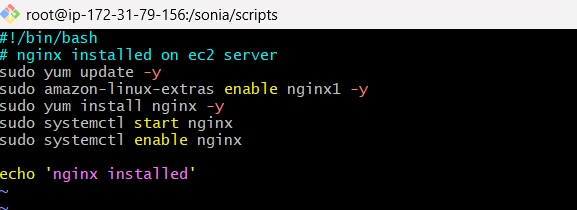 root@ip-172-31-79-156:/sonia/scripts
#!/bin/bash
# nginx installed on ec2 server
sudo yum update -y
sudo amazon-linux-extras enable nginx1 -y
sudo yum install nginx -y
sudo systemctl start nginx
sudo systemctl enable nginx
echo 'nginx installed'
~
~